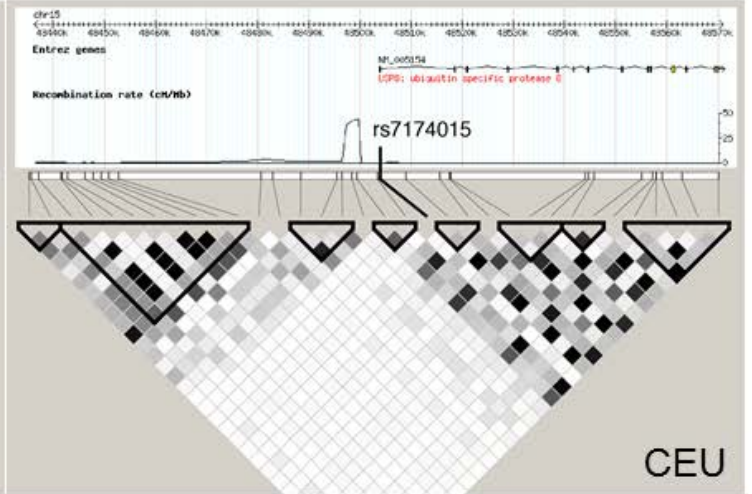 chr15
48440k 48450k 48460k 48470k 48480k 48490k 48500k 48510k 48520k 48530k 48540k 48550k 48560k 48570k
Entrez genes
NM_005154
USP8: ubiquitin specific protease 8
Recombination rate (cM/Mb)
50
25
0
rs7174015
CEU